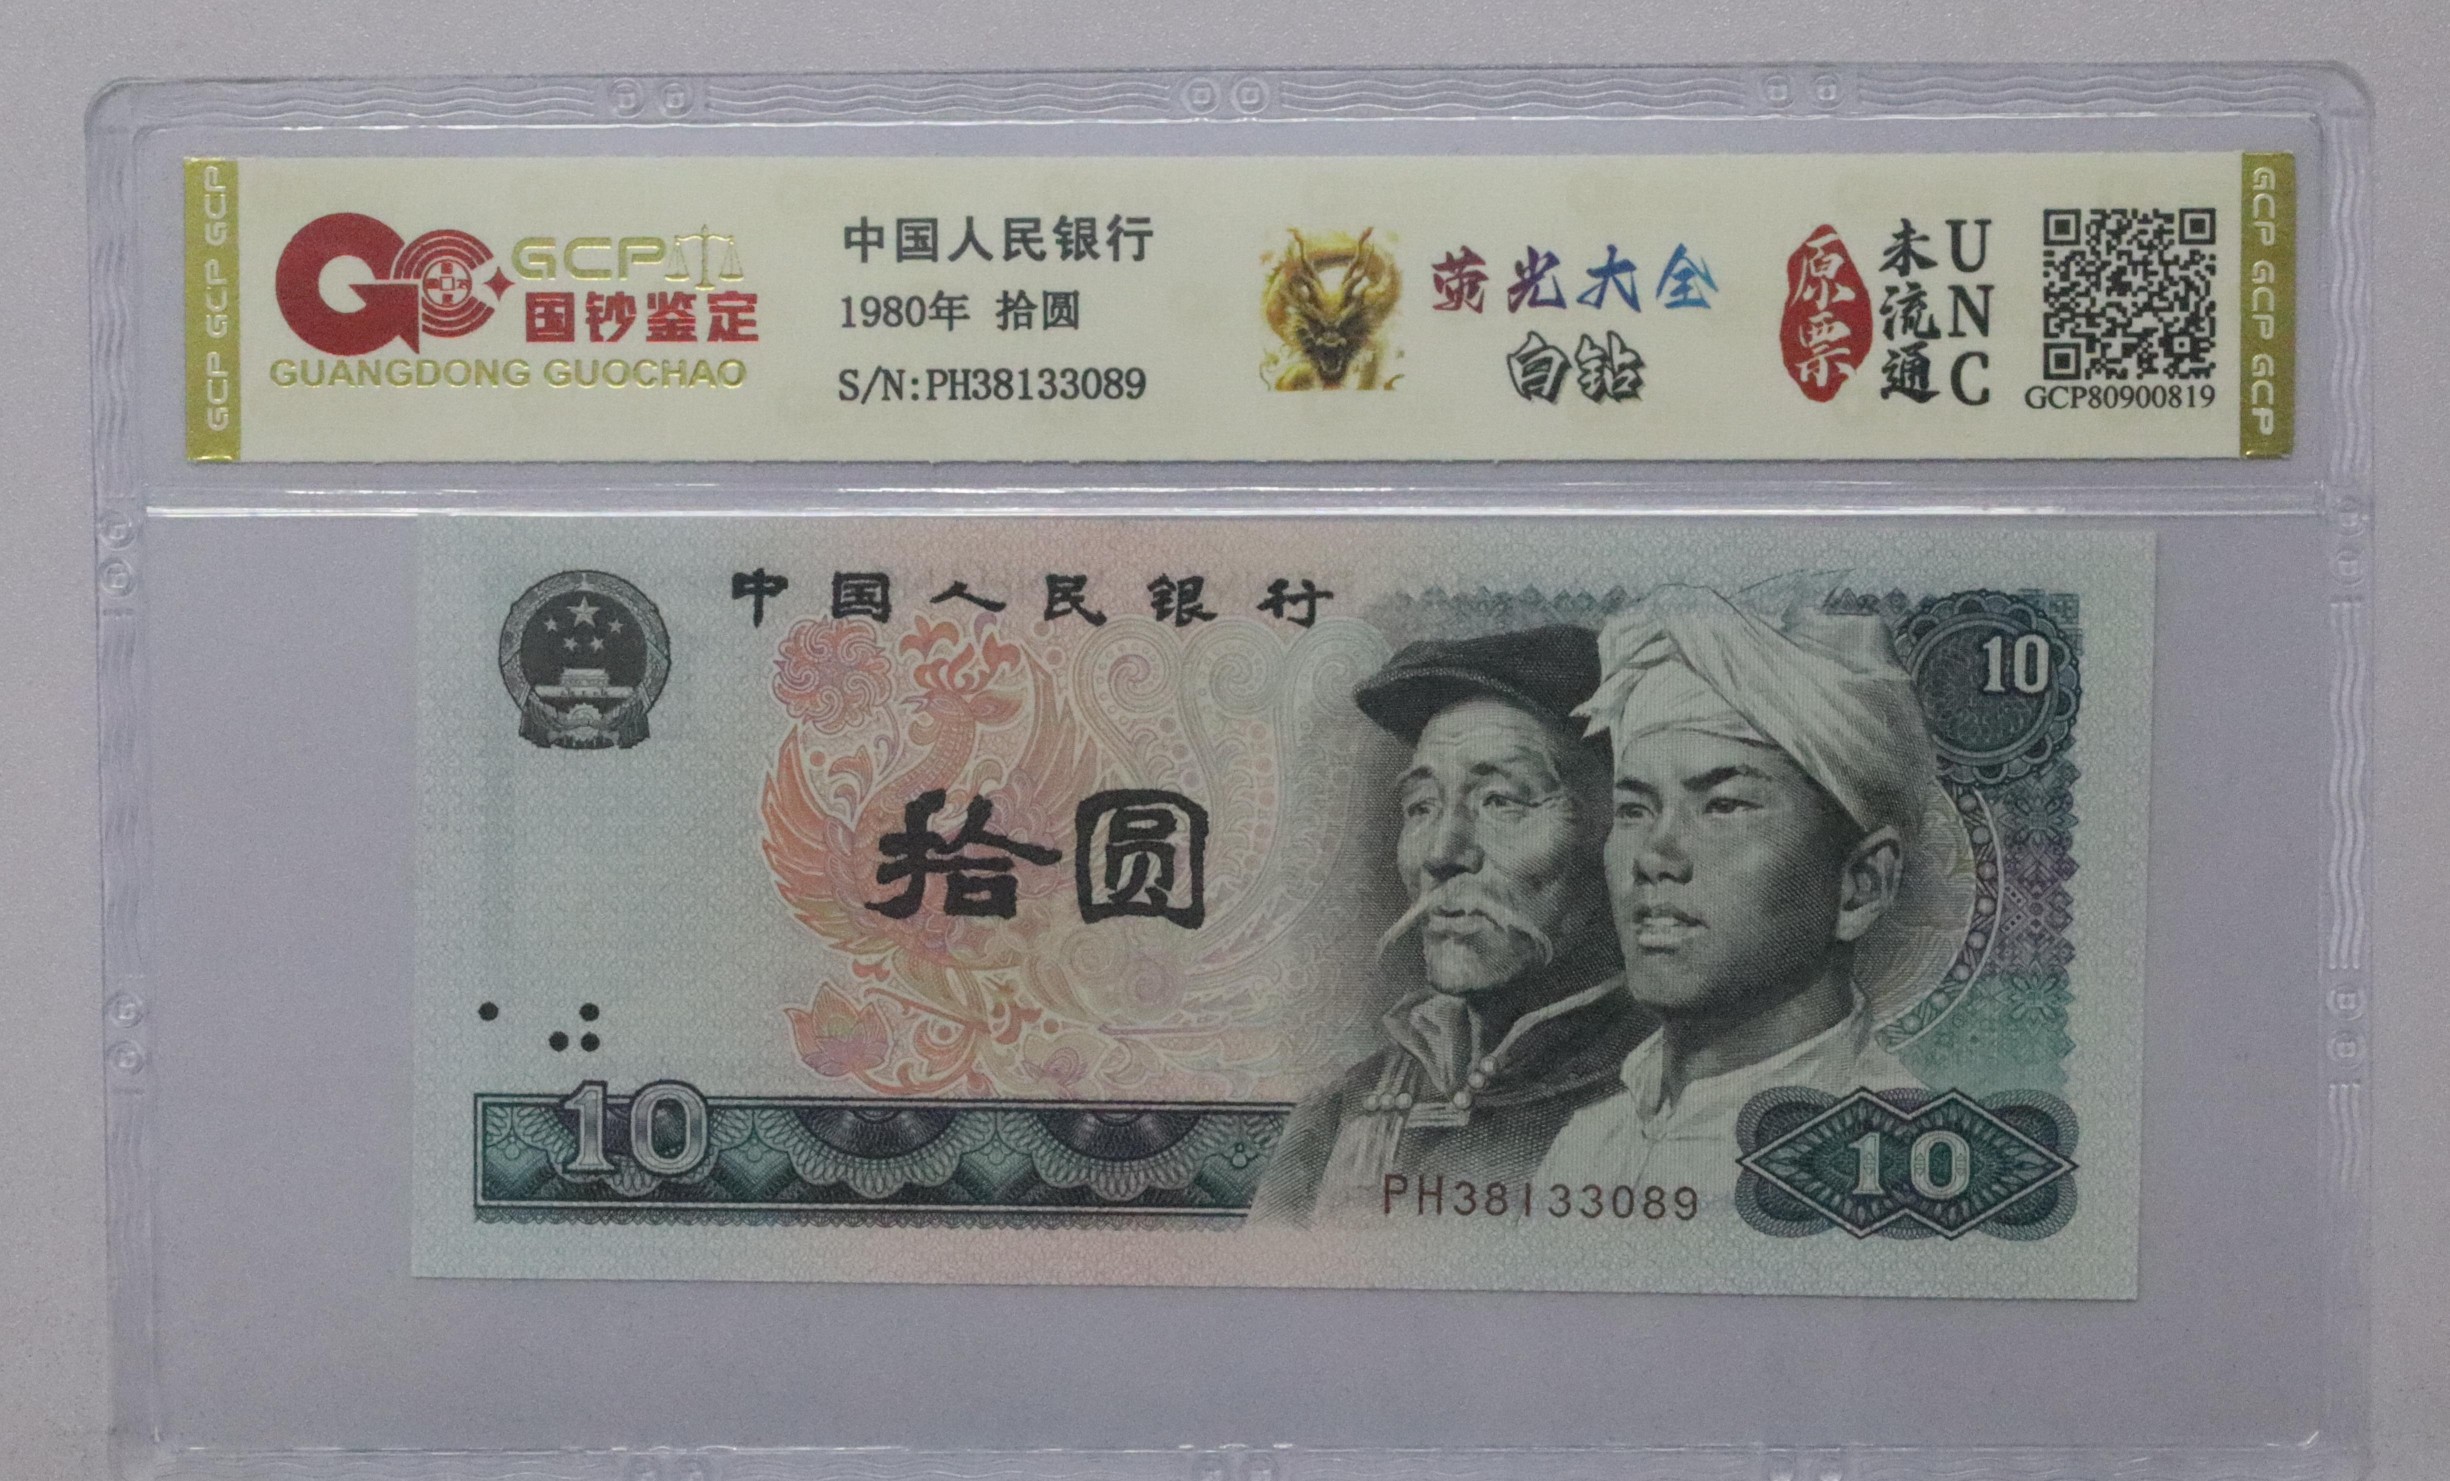 GCP GCP GCP
GCP
国钞鉴定
GUANGDONG GUOCHAO
中国人民银行
1980年 拾圆
S/N:PH38133089
荧光大全
白钻
原票
未流通
UNC
GCP80900819
GCP GCP GCP
中国人民银行
10
拾圆
10
PH38133089
10